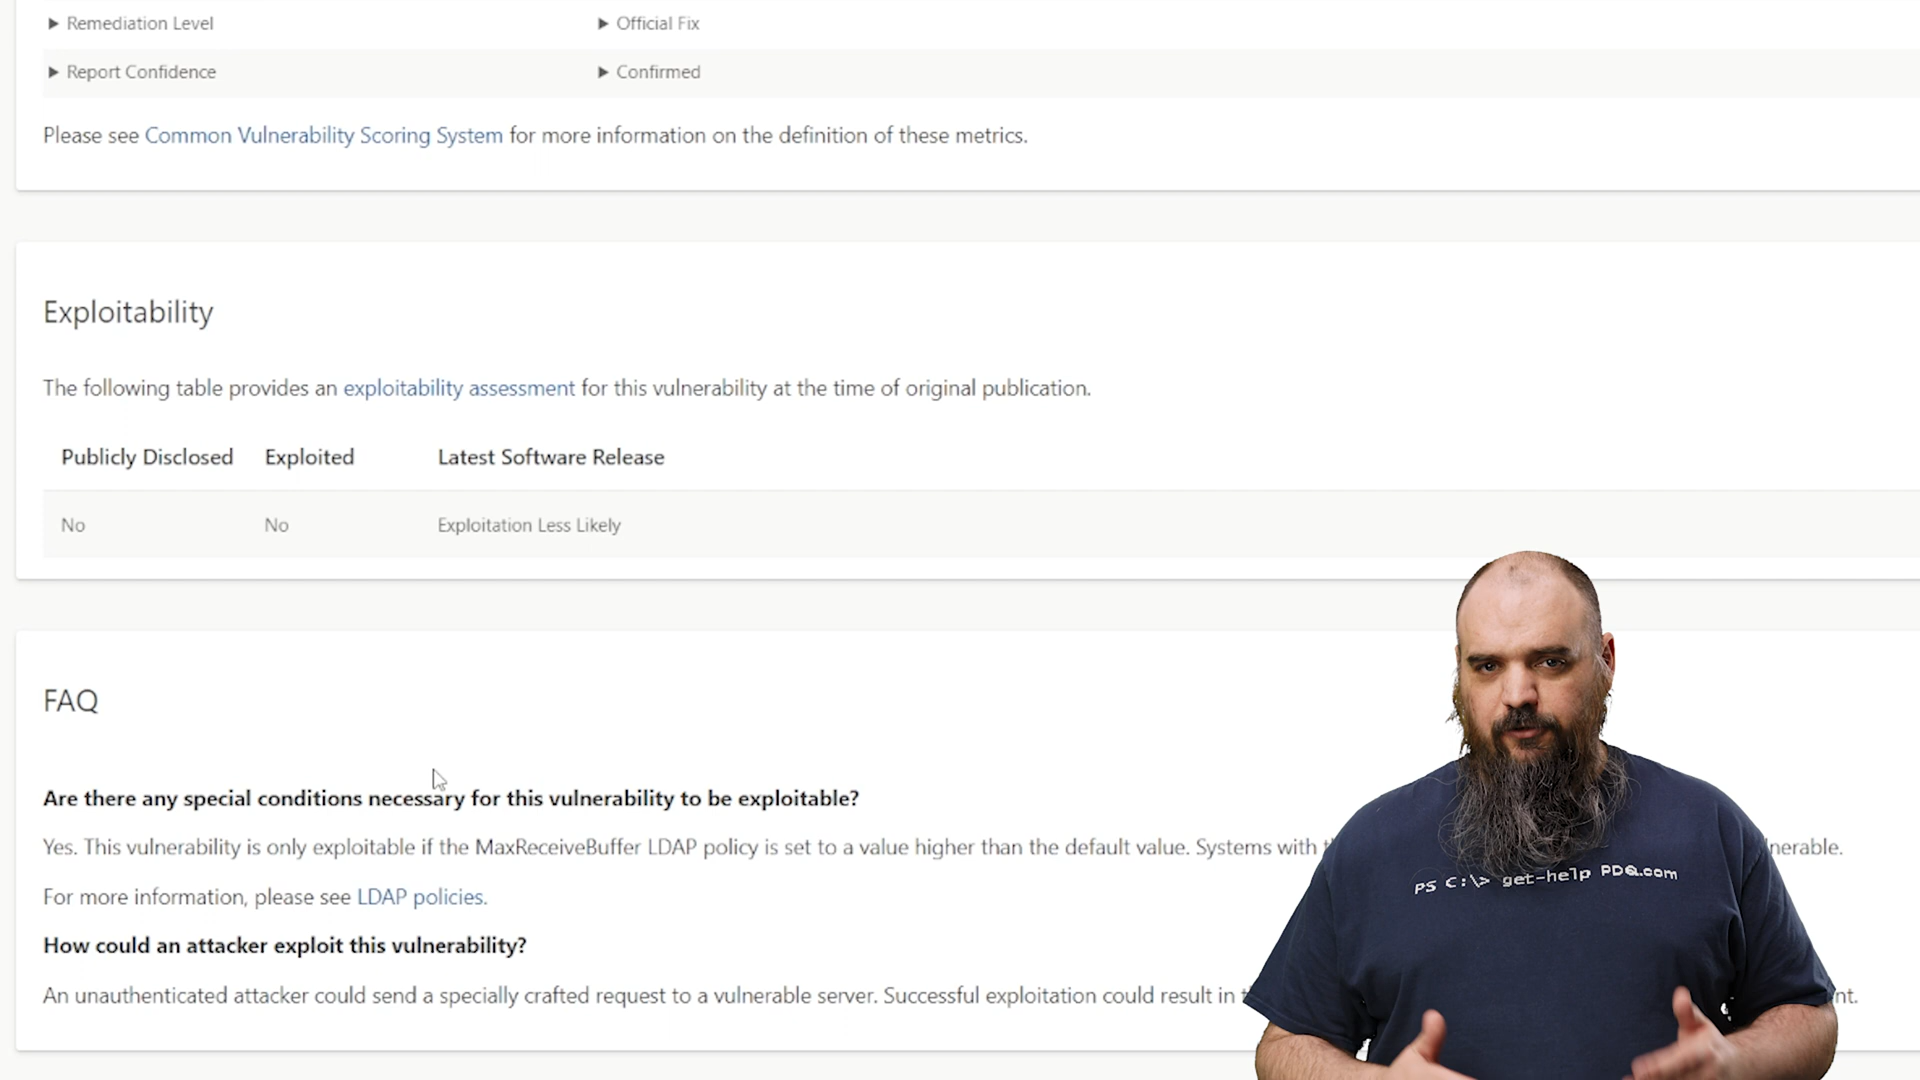 Remediation Level
Official Fix
Report Confidence
Confirmed
Please see Common Vulnerability Scoring System for more information on the definition of these metrics.
Exploitability
The following table provides an exploitability assessment for this vulnerability at the time of original publication.
Publicly Disclosed Exploited Latest Software Release
No No Exploitation Less Likely
FAQ
Are there any special conditions necessary for this vulnerability to be exploitable?
Yes. This vulnerability is only exploitable if the MaxReceiveBuffer LDAP policy is set to a value higher than the default value. Systems with
For more information, please see LDAP policies.
How could an attacker exploit this vulnerability?
An unauthenticated attacker could send a specially crafted request to a vulnerable server. Successful exploitation could result in
PS C:\> get-help PDQ.com